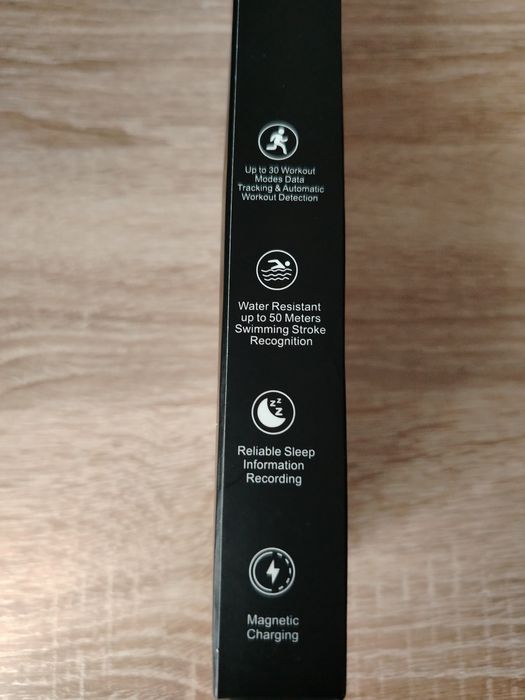 Up to 30 Workout
Modes Data
Tracking & Automatic
Workout Detection
Water Resistant
up to 50 Meters
Swimming Stroke
Recognition
z z
z
Reliable Sleep
Information
Recording
Magnetic
Charging